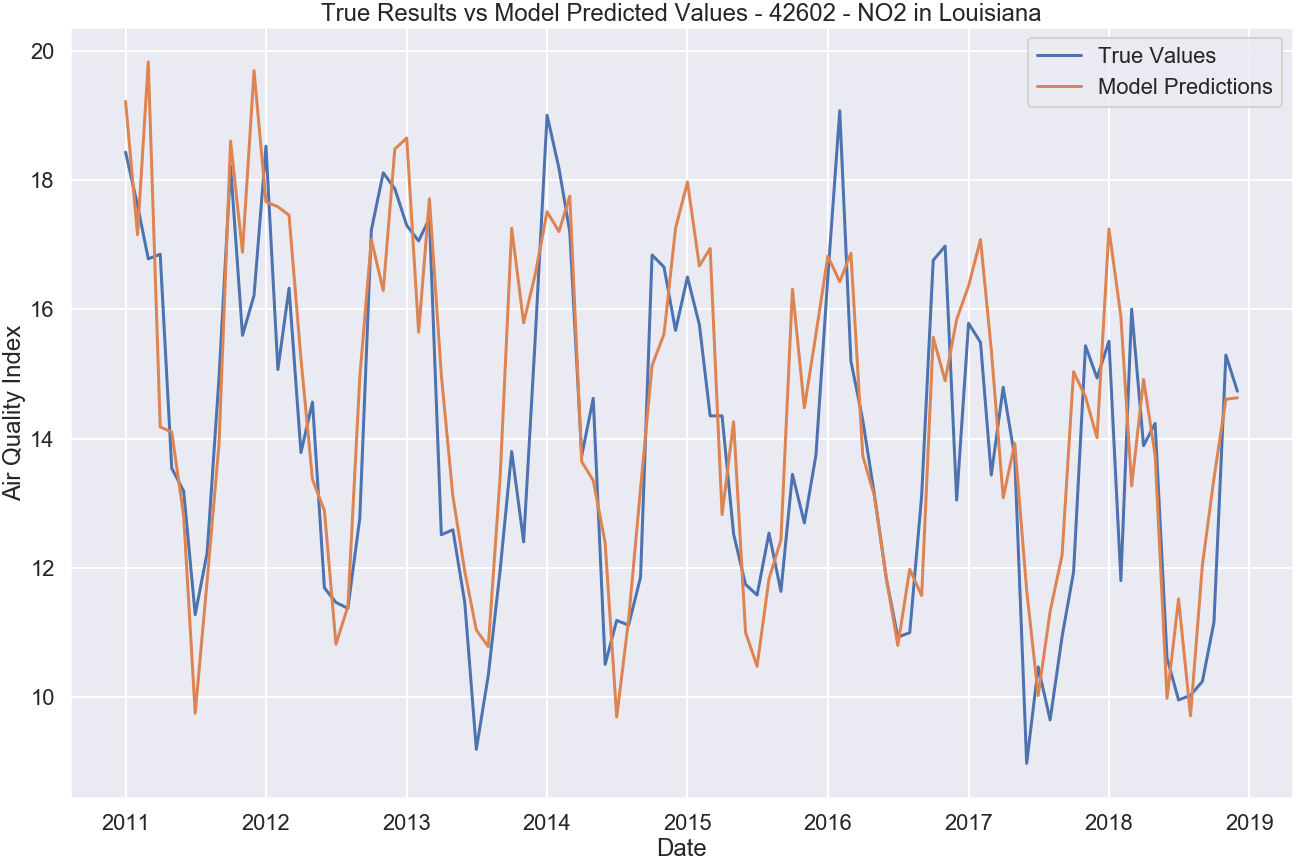 True Results vs Model Predicted Values - 42602 - NO2 in Louisiana
True Values
Model Predictions
Air Quality Index
20
18
16
14
12
10
2011 2012 2013 2014 2015 2016 2017 2018 2019
Date